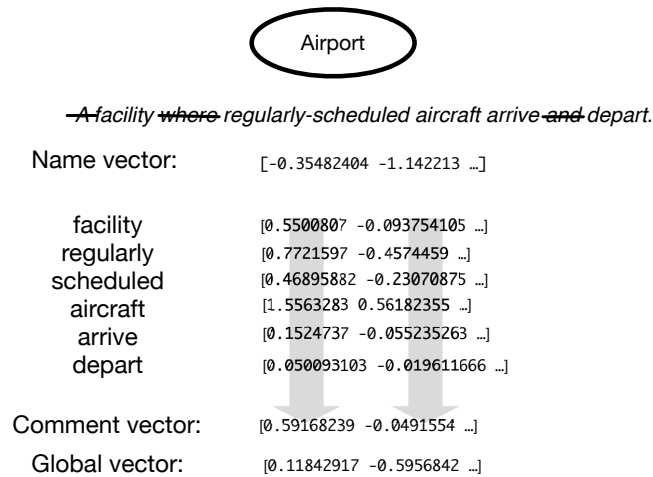 Airport
A facility where regularly-scheduled aircraft arrive and depart.
Name vector: [-0.35482404 -1.142213 …]
facility [0.5500807 -0.093754105 …]
regularly [0.7721597 -0.4574459 …]
scheduled [0.46895882 -0.23070875 …]
aircraft [1.5563283 0.56182355 …]
arrive [0.1524737 -0.055235263 …]
depart [0.050093103 -0.019611666 …]
Comment vector: [0.59168239 -0.0491554 …]
Global vector: [0.11842917 -0.5956842 …]